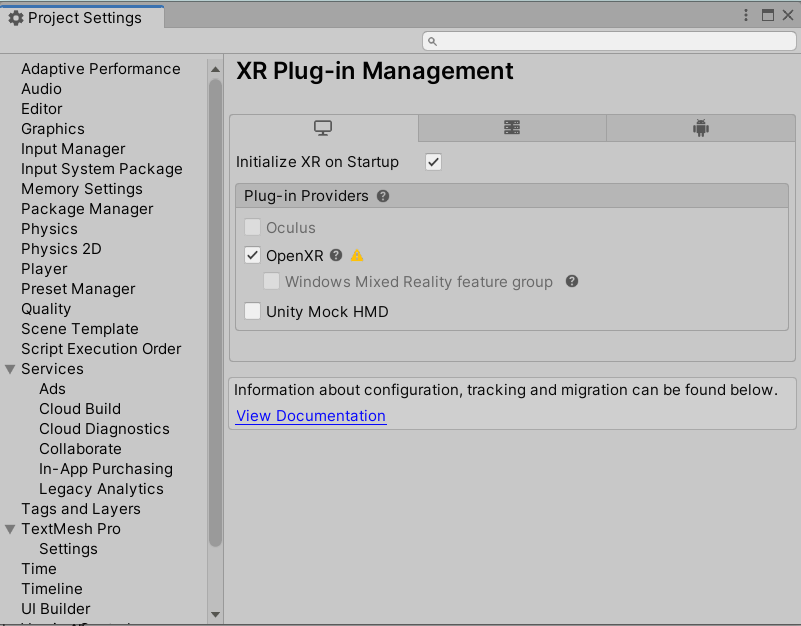 Project Settings
XR Plug-in Management
Adaptive Performance
Audio
Editor
Graphics
Input Manager
Input System Package
Memory Settings
Package Manager
Physics
Physics 2D
Player
Preset Manager
Quality
Scene Template
Script Execution Order
Services
Ads
Cloud Build
Cloud Diagnostics
Collaborate
In-App Purchasing
Legacy Analytics
Tags and Layers
TextMesh Pro
Settings
Time
Timeline
UI Builder
Initialize XR on Startup
Plug-in Providers
Oculus
OpenXR
Windows Mixed Reality feature group
Unity Mock HMD
Information about configuration, tracking and migration can be found below.
View Documentation